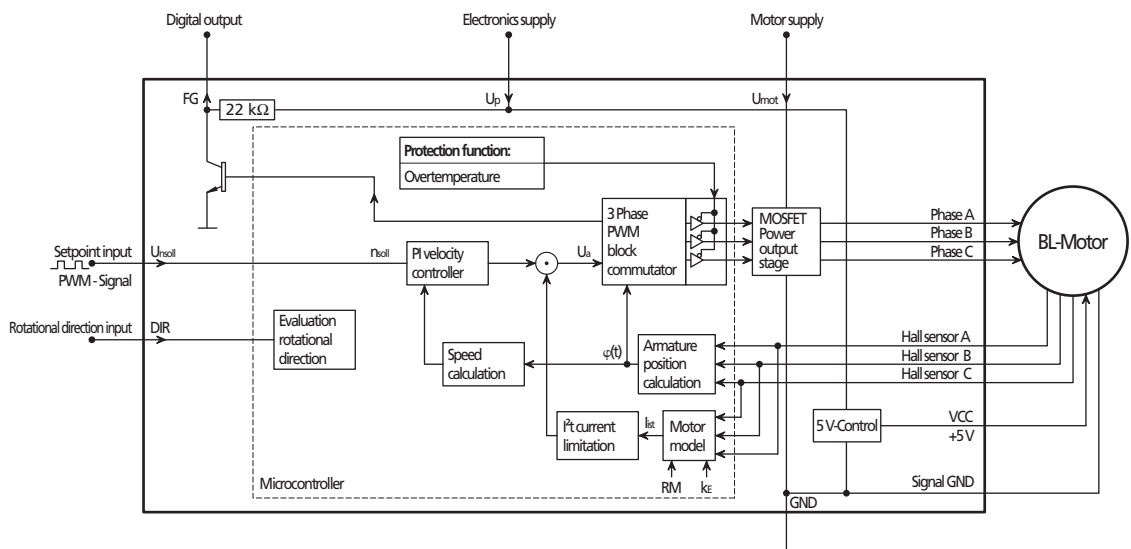 Digital output
Electronics supply
Motor supply
FG
22 kΩ
Up
Umot
Protection function:
Overtemperature
3 Phase
PWM
block
commutator
MOSFET
Power
output
stage
Phase A
Phase B
Phase C
BL-Motor
Setpoint input
Unsoll
PWM - Signal
nsoll
PI velocity
controller
Ua
Rotational direction input
DIR
Evaluation
rotational
direction
Speed
calculation
φ(t)
Armature
position
calculation
Hall sensor A
Hall sensor B
Hall sensor C
I²t current
limitation
Iist
Motor
model
5 V-Control
VCC
+5 V
Microcontroller
RM
kE
Signal GND
GND